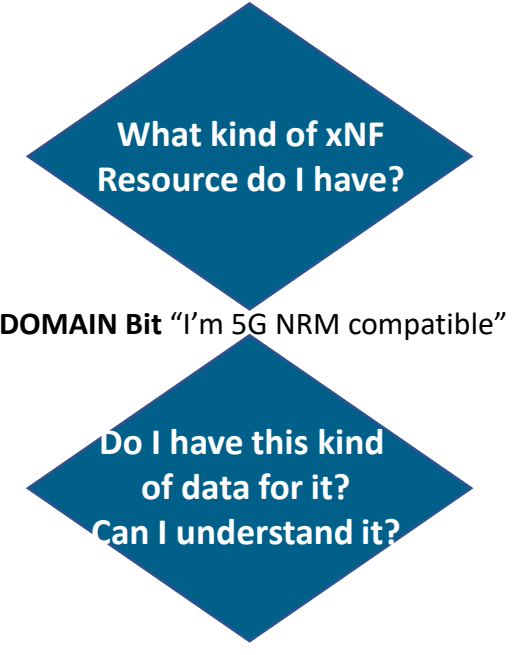 What kind of xNF
Resource do I have?
DOMAIN Bit “I’m 5G NRM compatible”
Do I have this kind
of data for it?
Can I understand it?